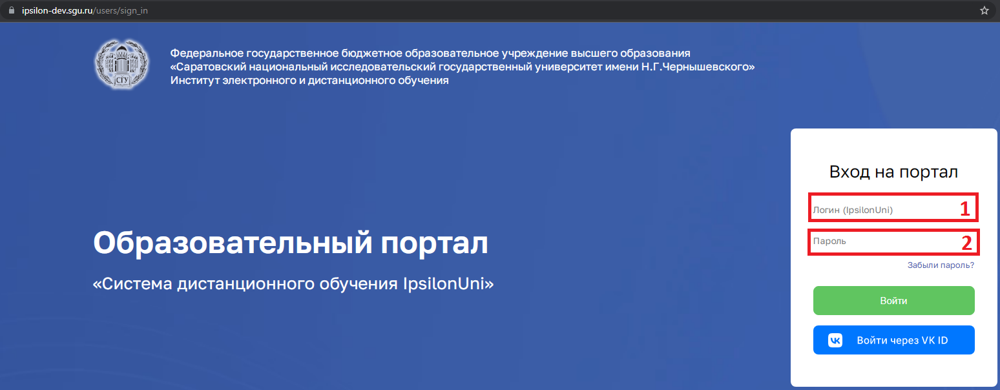 ipsilon-dev.sgu.ru/users/sign_in
Федеральное государственное бюджетное образовательное учреждение высшего образования
«Саратовский национальный исследовательский государственный университет имени Н.Г.Чернышевского»
Институт электронного и дистанционного обучения
СГУ
Образовательный портал
«Система дистанционного обучения IpsilonUni»
Вход на портал
Логин (IpsilonUni) 1
Пароль 2
Забыли пароль?
Войти
Войти через VK ID